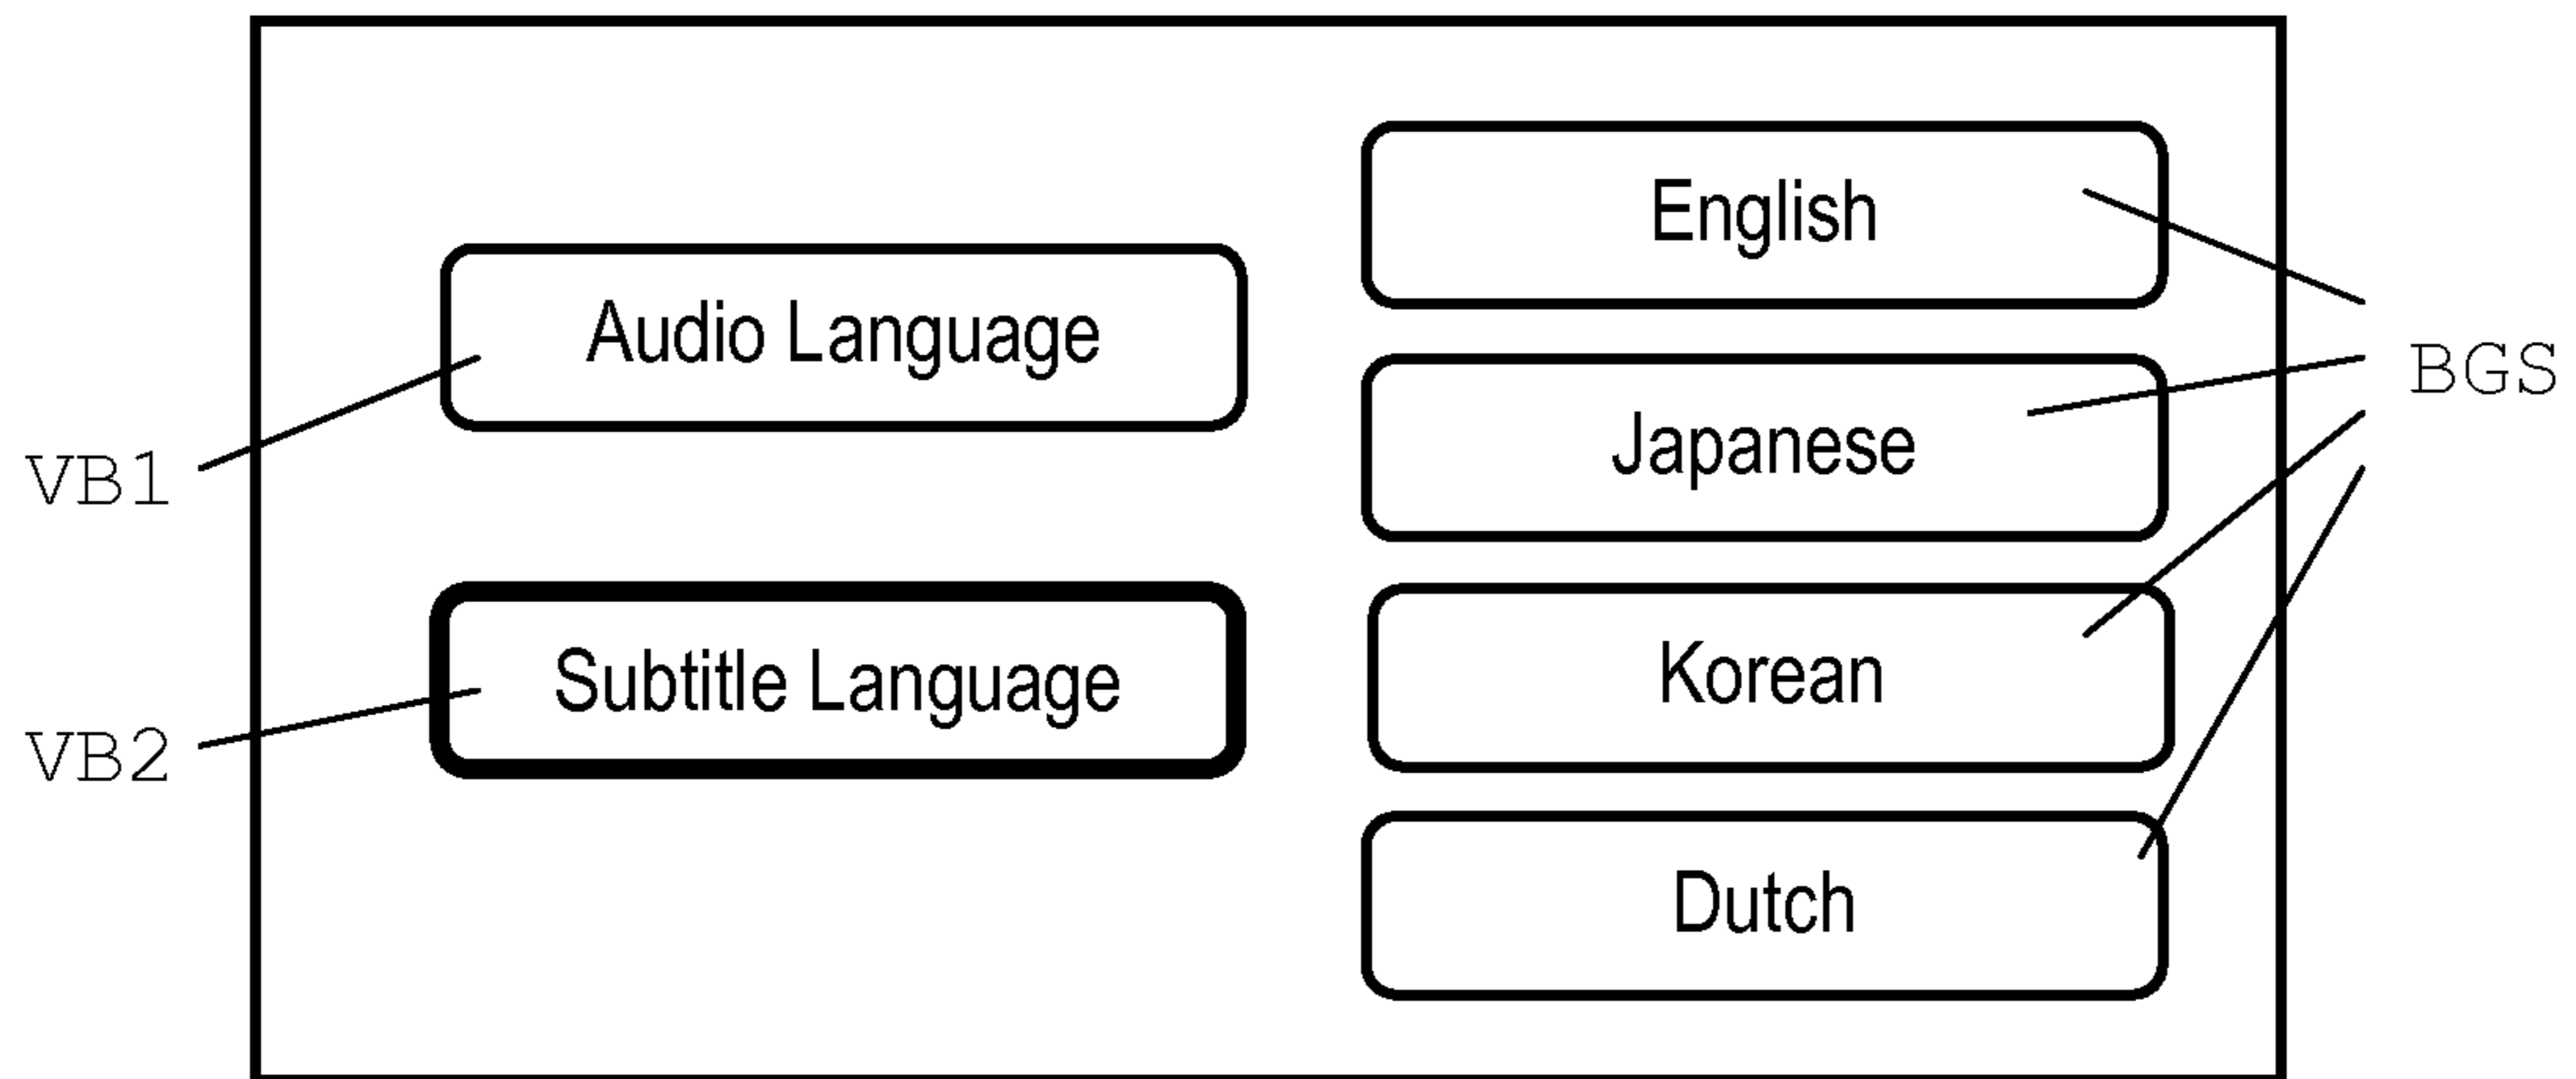 English
Audio Language
BGS
Japanese
VB1
Subtitle Language
Korean
VB2
Dutch